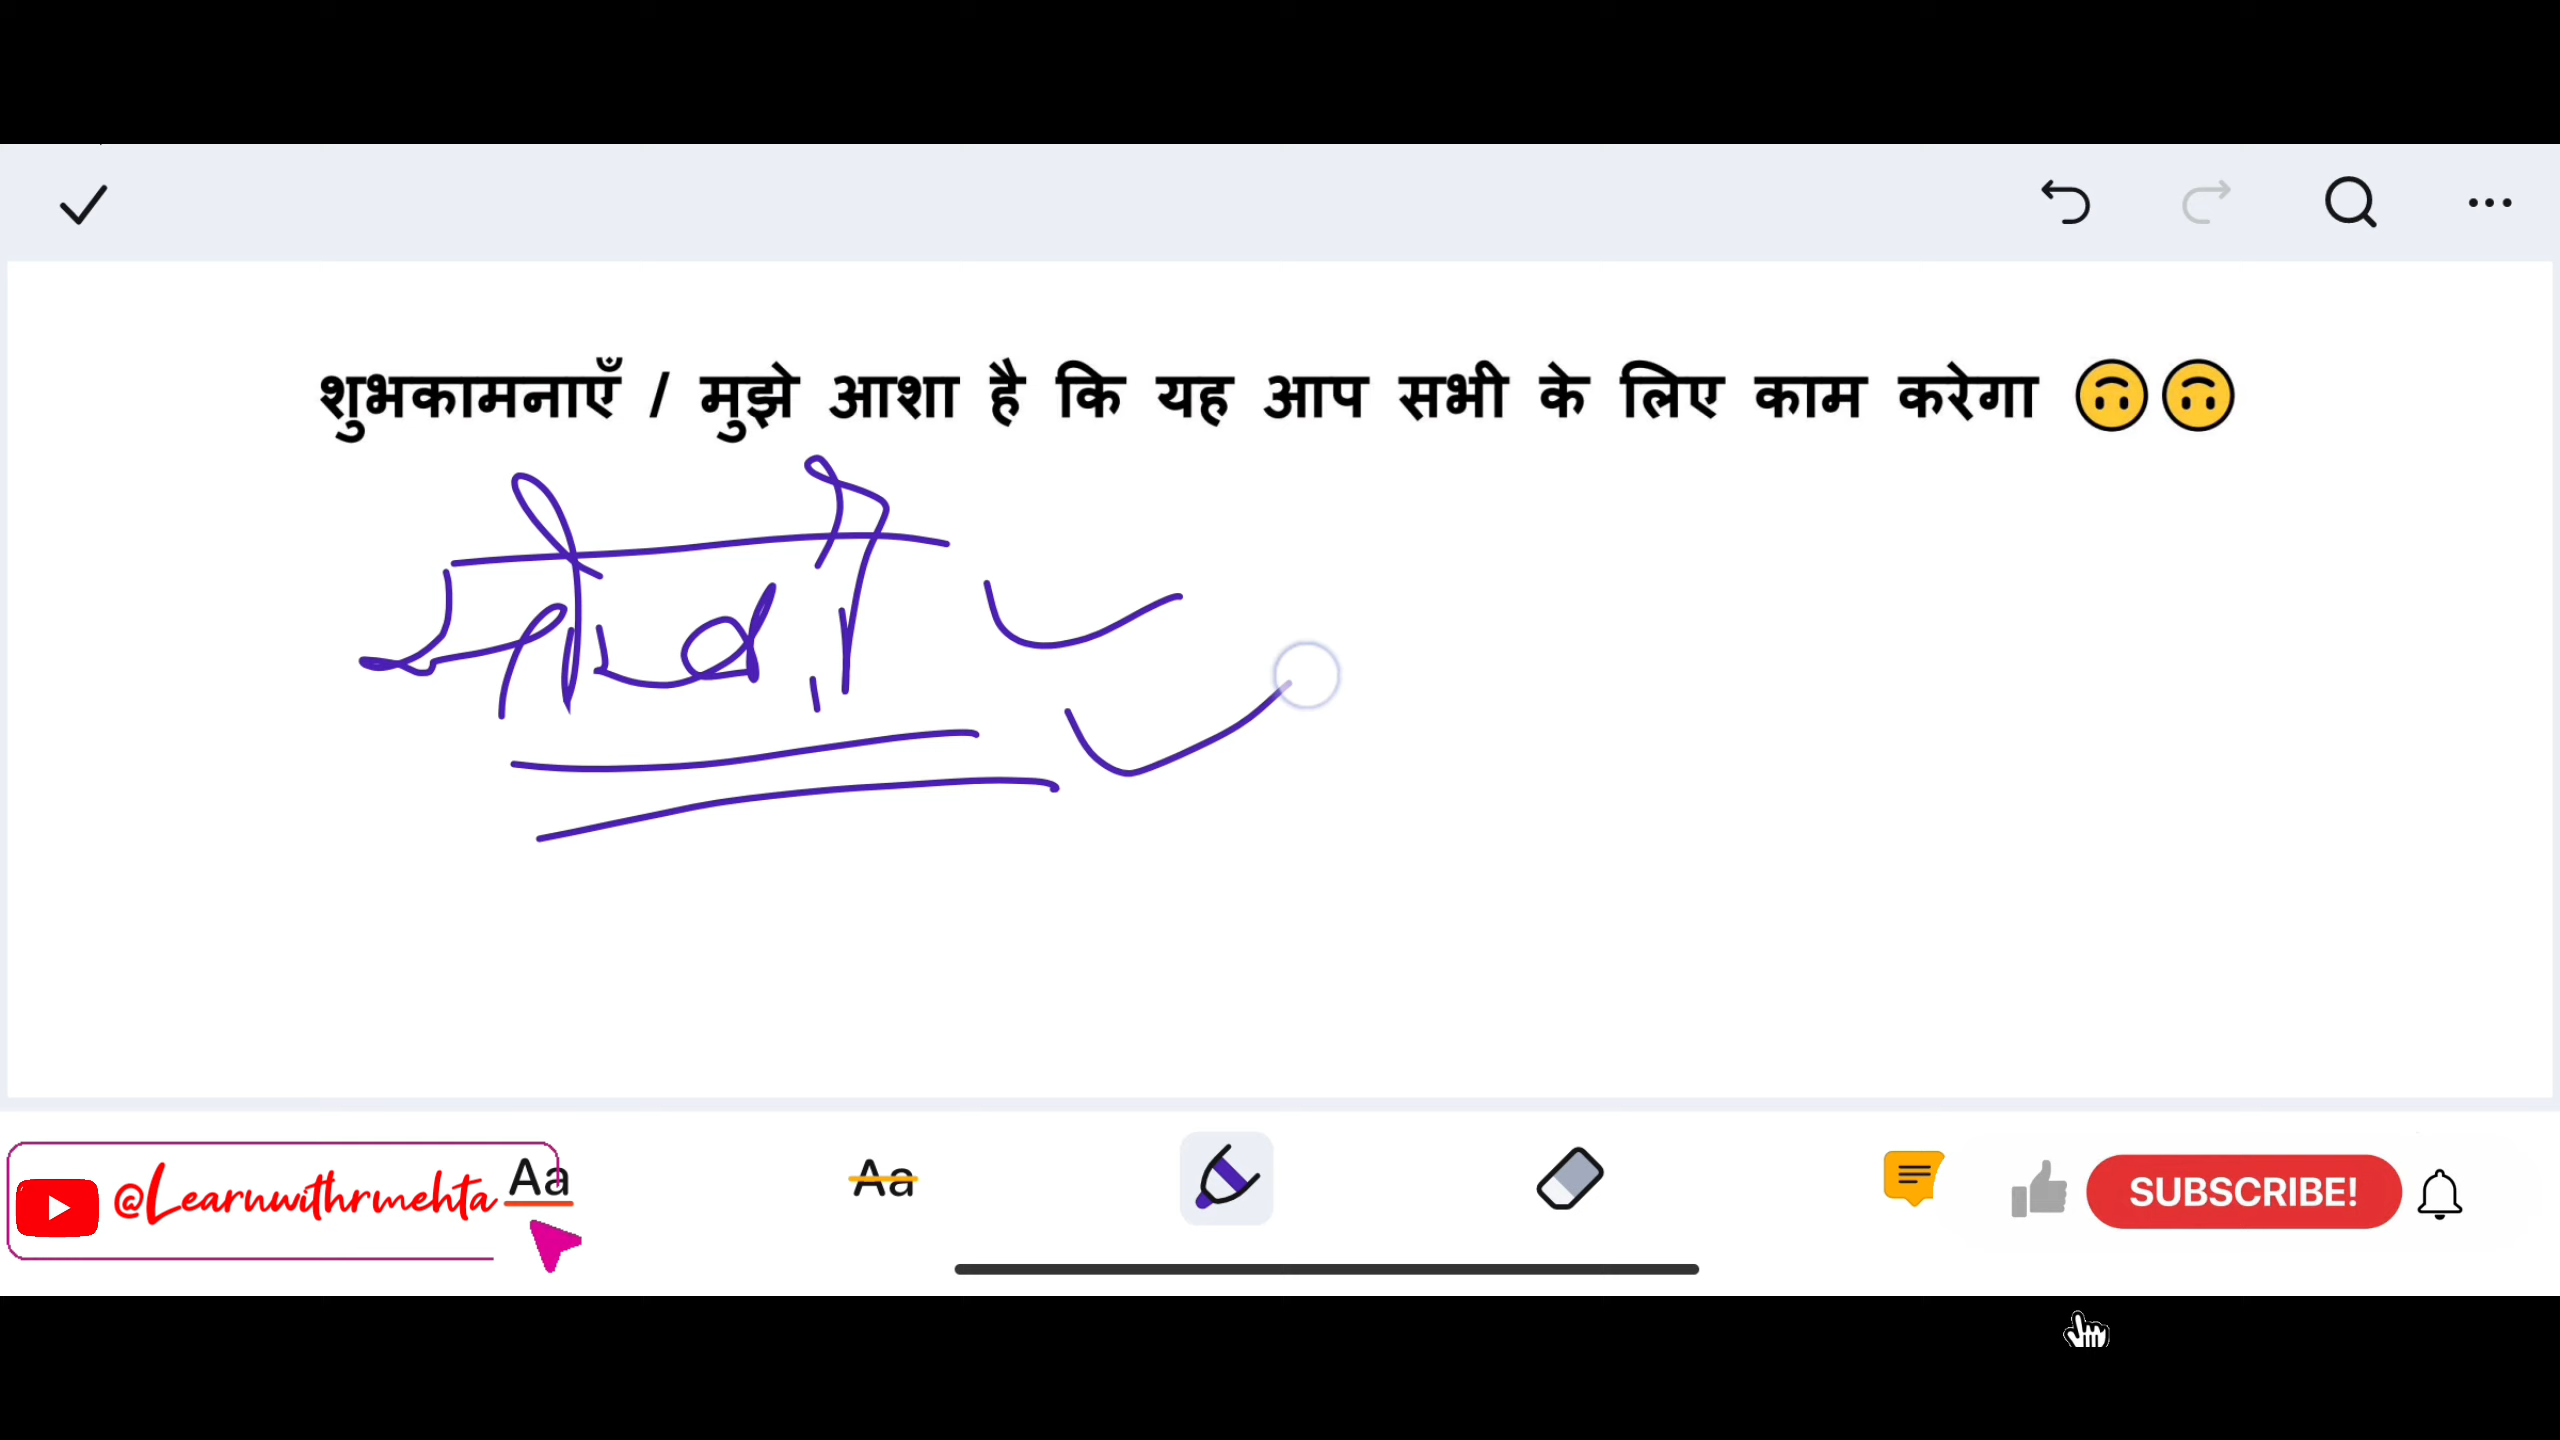 शुभकामनाएँ / मुझे आशा है कि यह आप सभी के लिए काम करेगा 🙃🙃
@Learnwithrmehta
Aa
Aa
SUBSCRIBE!